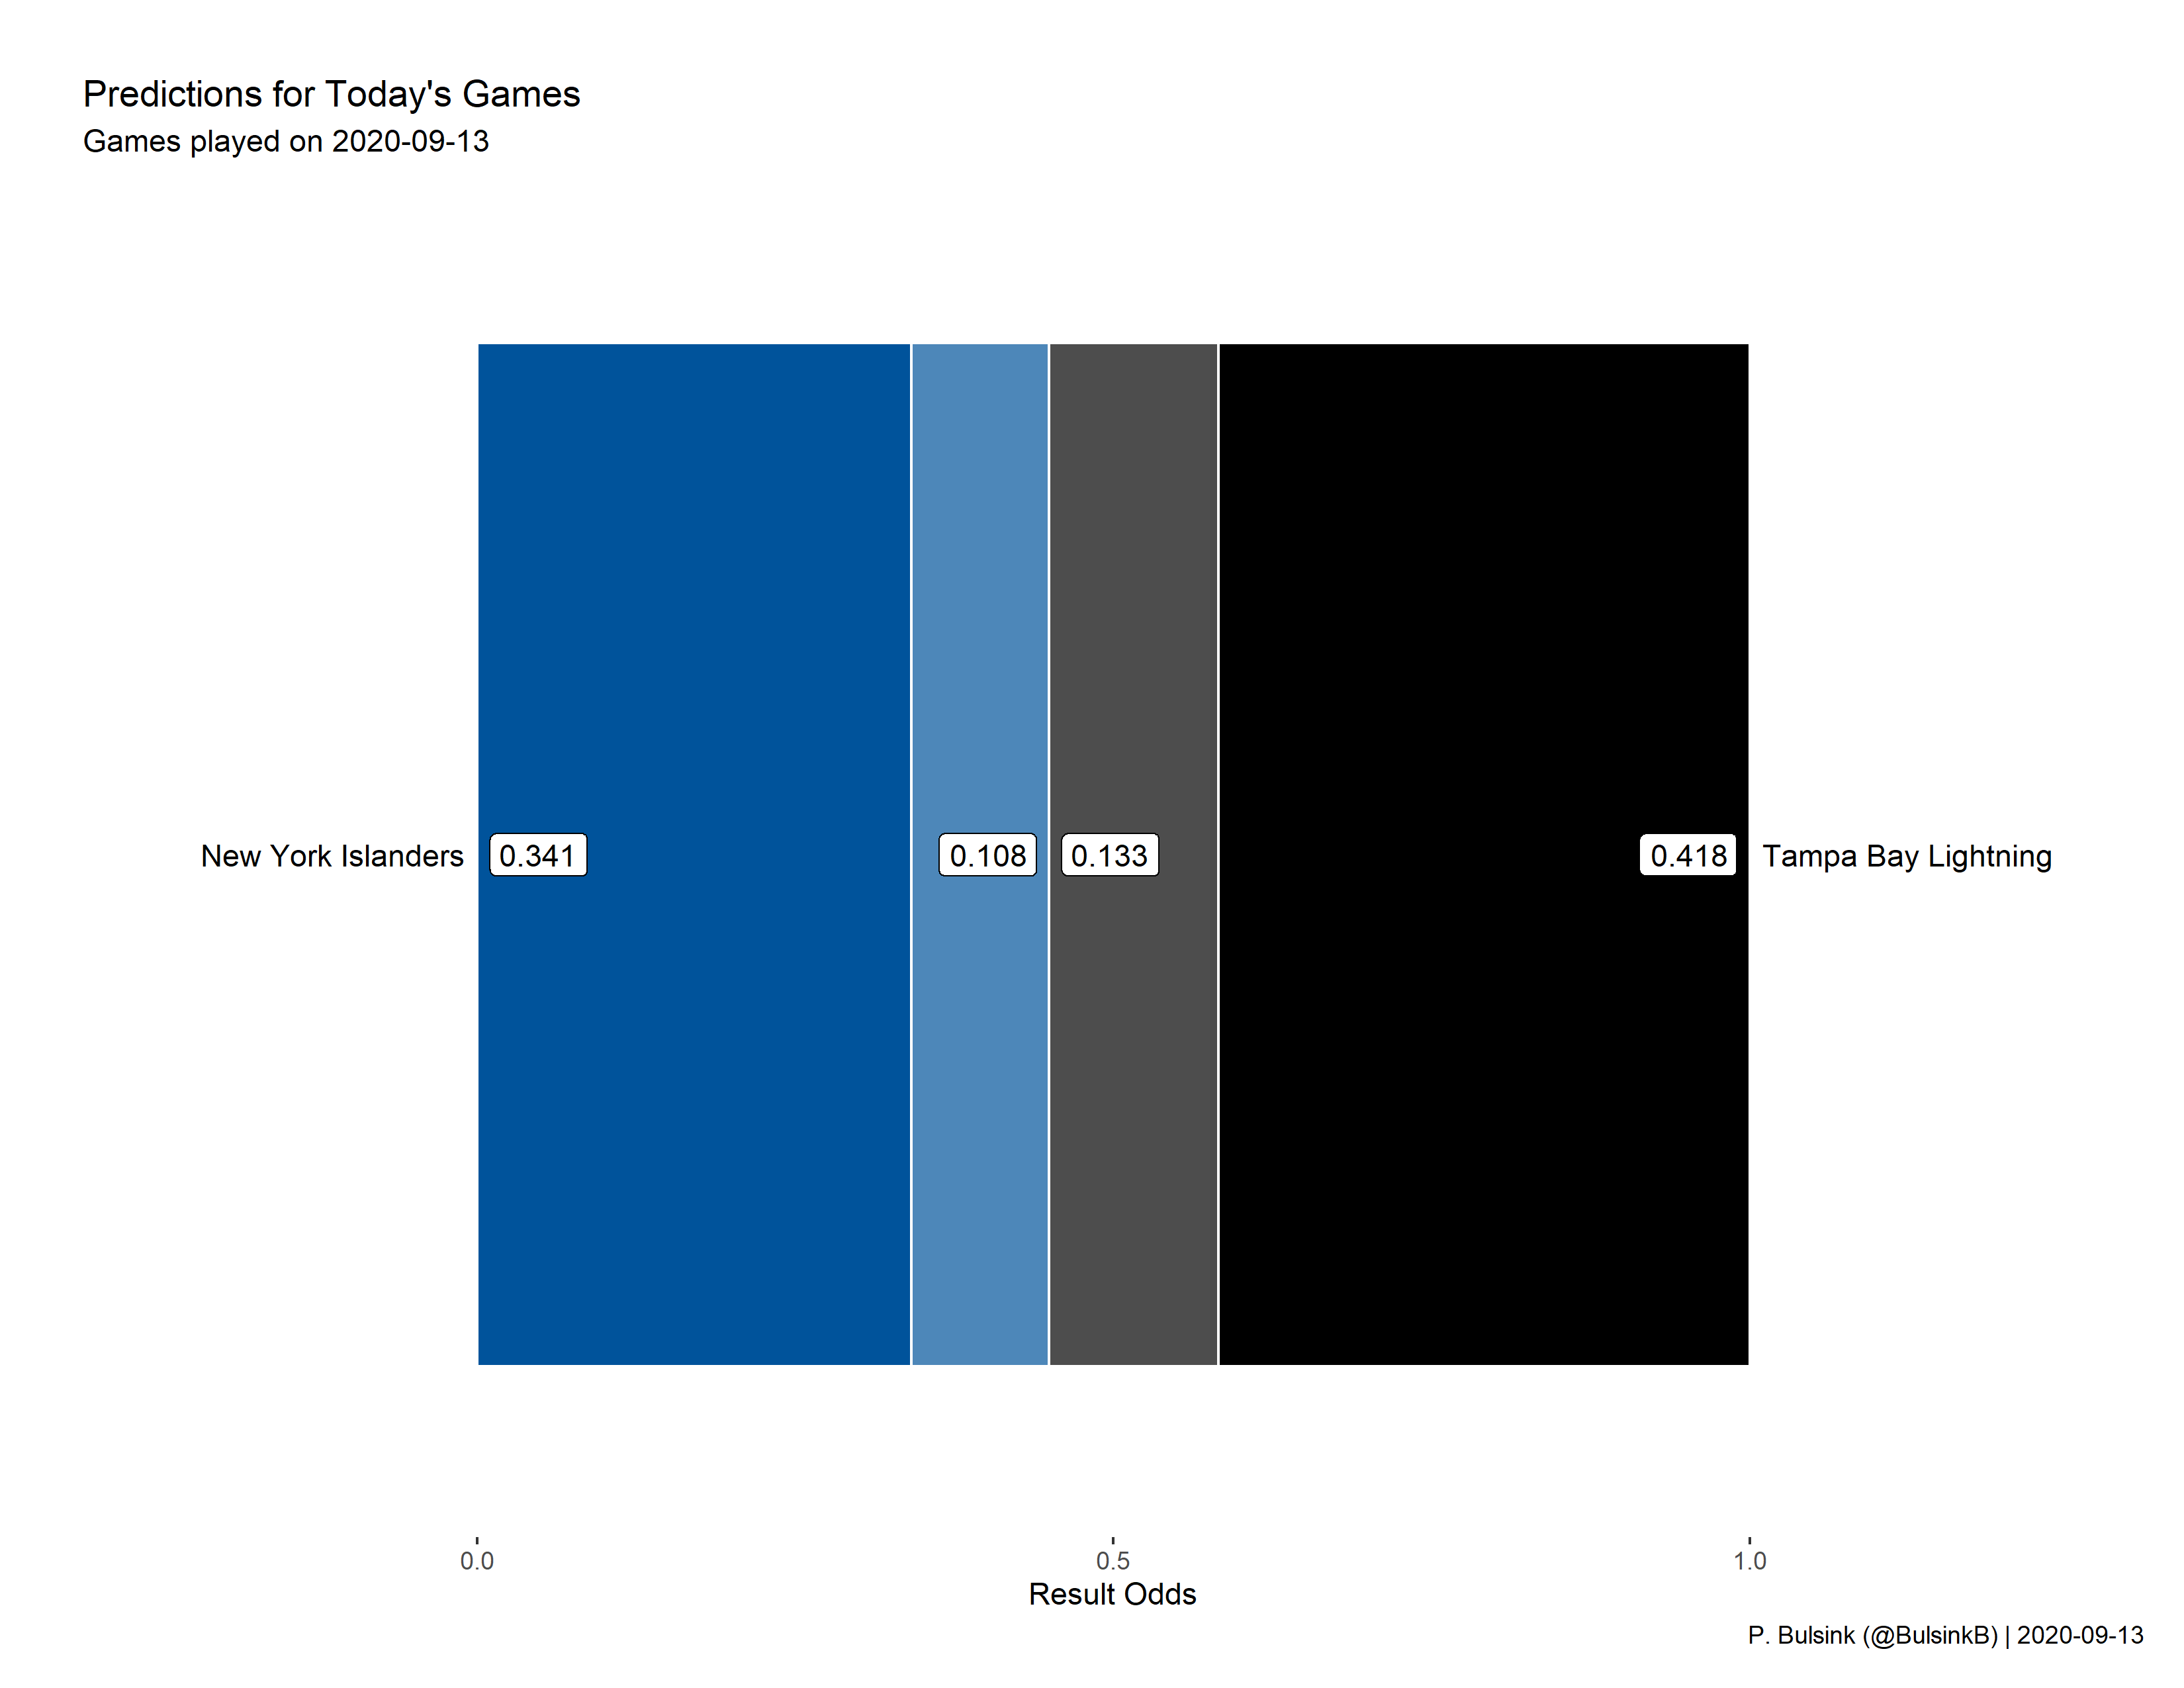 Predictions for Today's Games
Games played on 2020-09-13
New York Islanders 0.341 0.108 0.133 0.418 Tampa Bay Lightning
0.0 0.5 1.0
Result Odds
P. Bulsink (@BulsinkB) | 2020-09-13